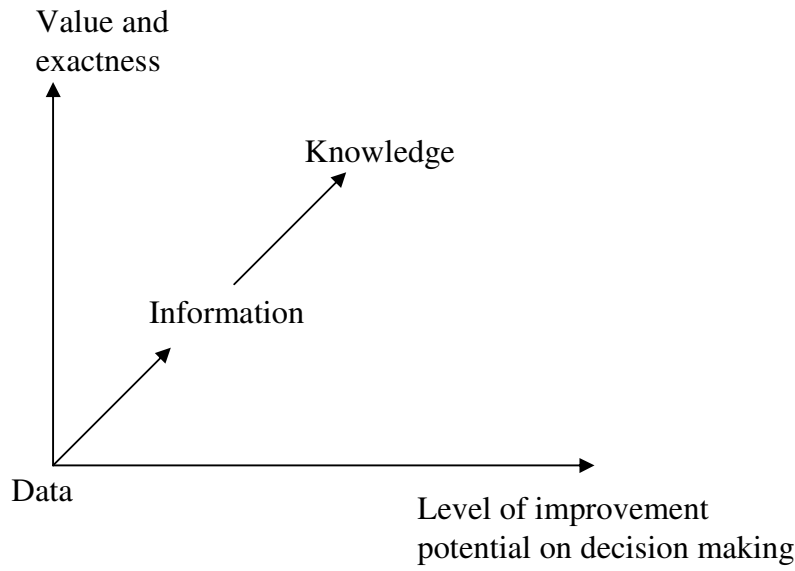 Value and
exactness
Knowledge
Information
Data
Level of improvement
potential on decision making